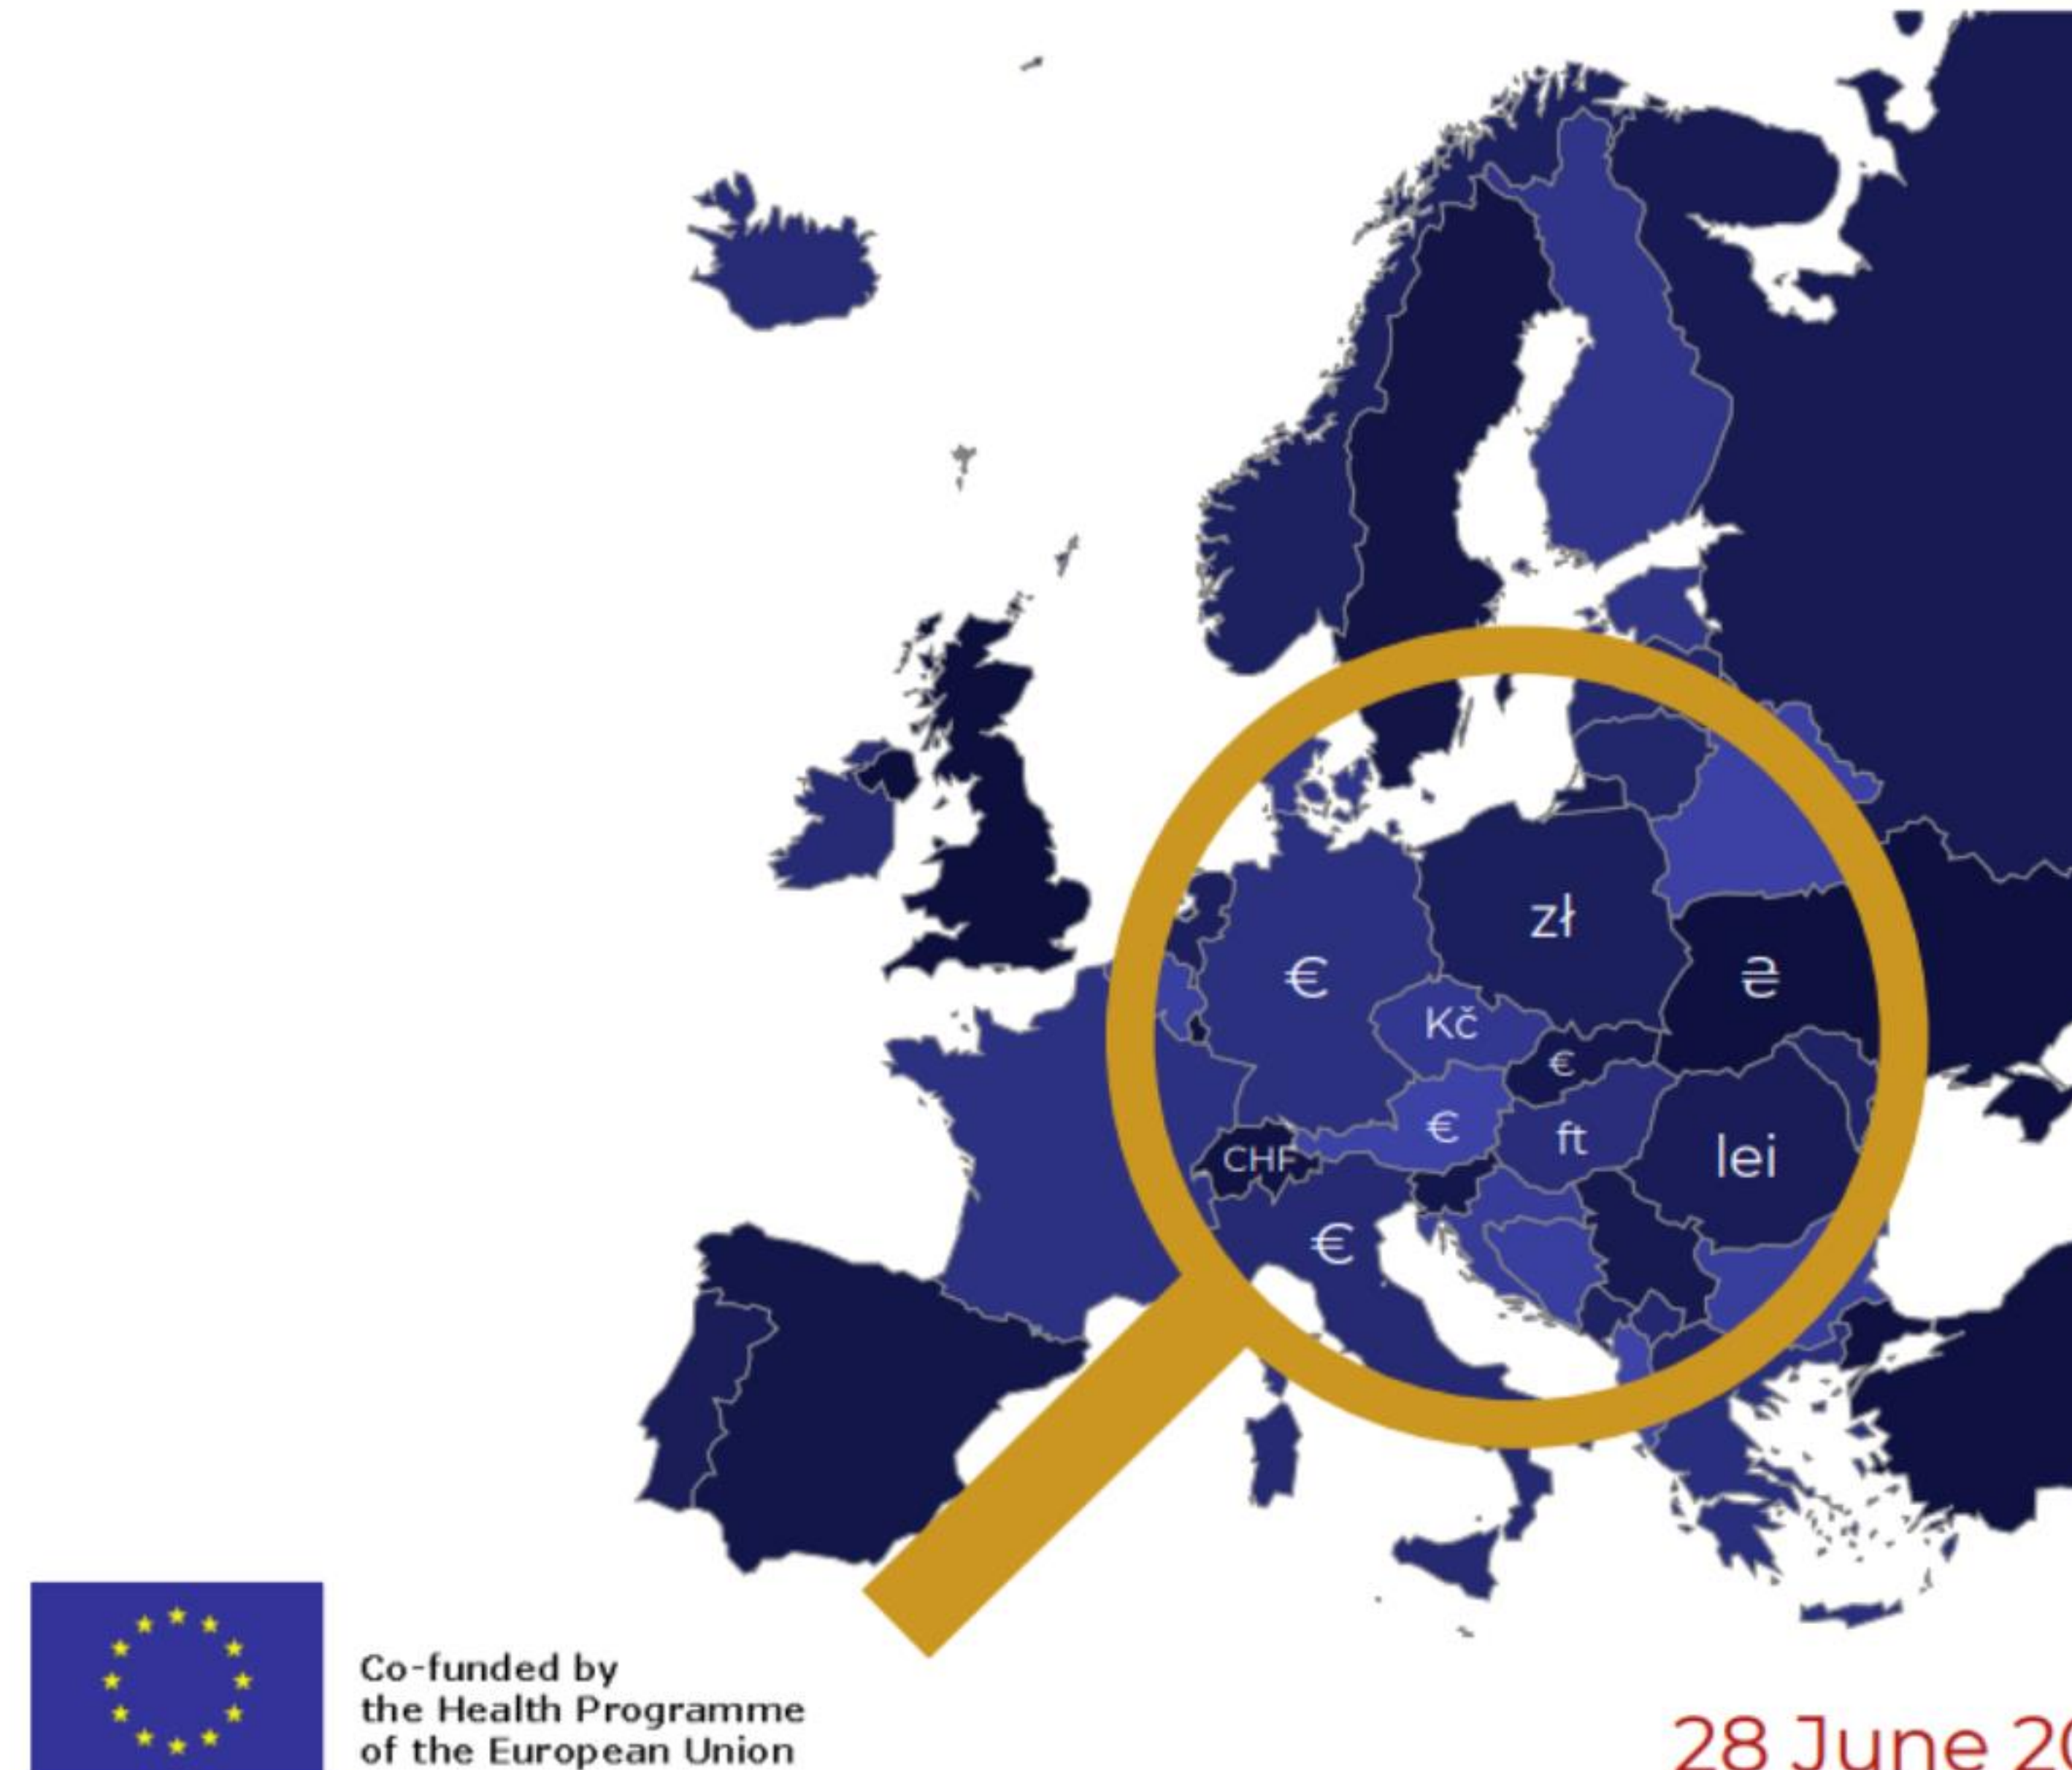 zł
€
₴
Kč
€
€
ft
CHF
lei
€
Co-funded by
the Health Programme
of the European Union
28 June 20